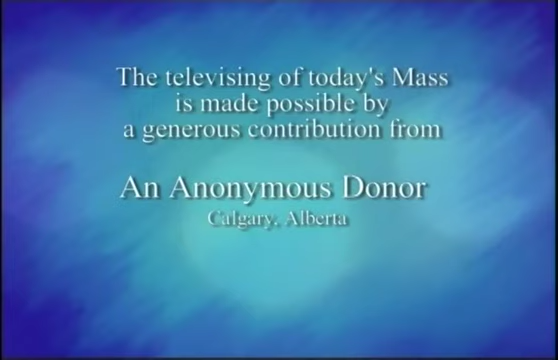 The televising of today's Mass
is made possible by
a generous contribution from
An Anonymous Donor
Calgary, Alberta